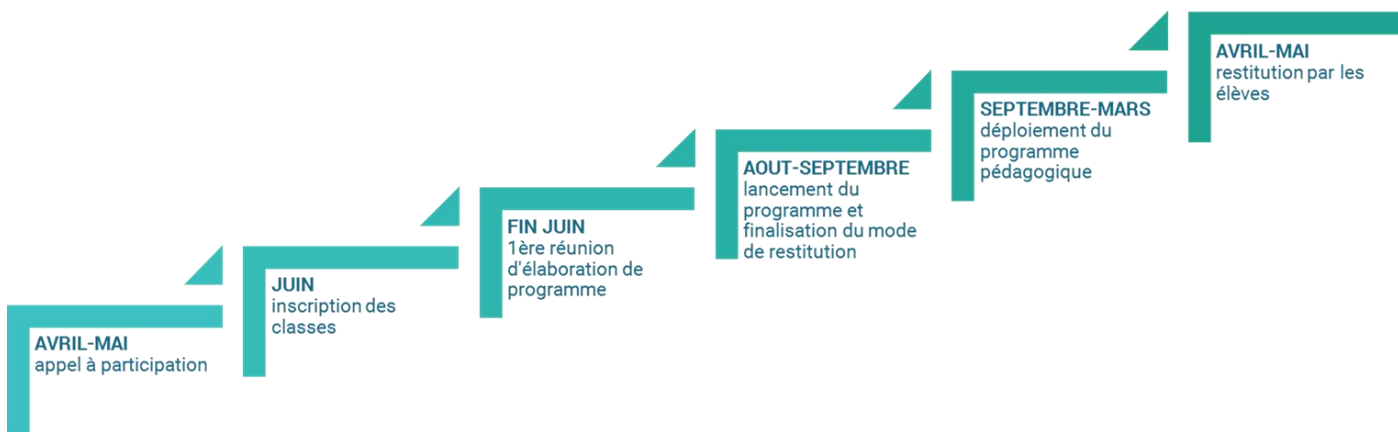 AVRIL-MAI
appel à participation
JUIN
inscription des
classes
FIN JUIN
1ère réunion
d'élaboration de
programme
AOUT-SEPTEMBRE
lancement du
programme et
finalisation du mode
de restitution
SEPTEMBRE-MARS
déploiement du
programme
pédagogique
AVRIL-MAI
restitution par les
élèves